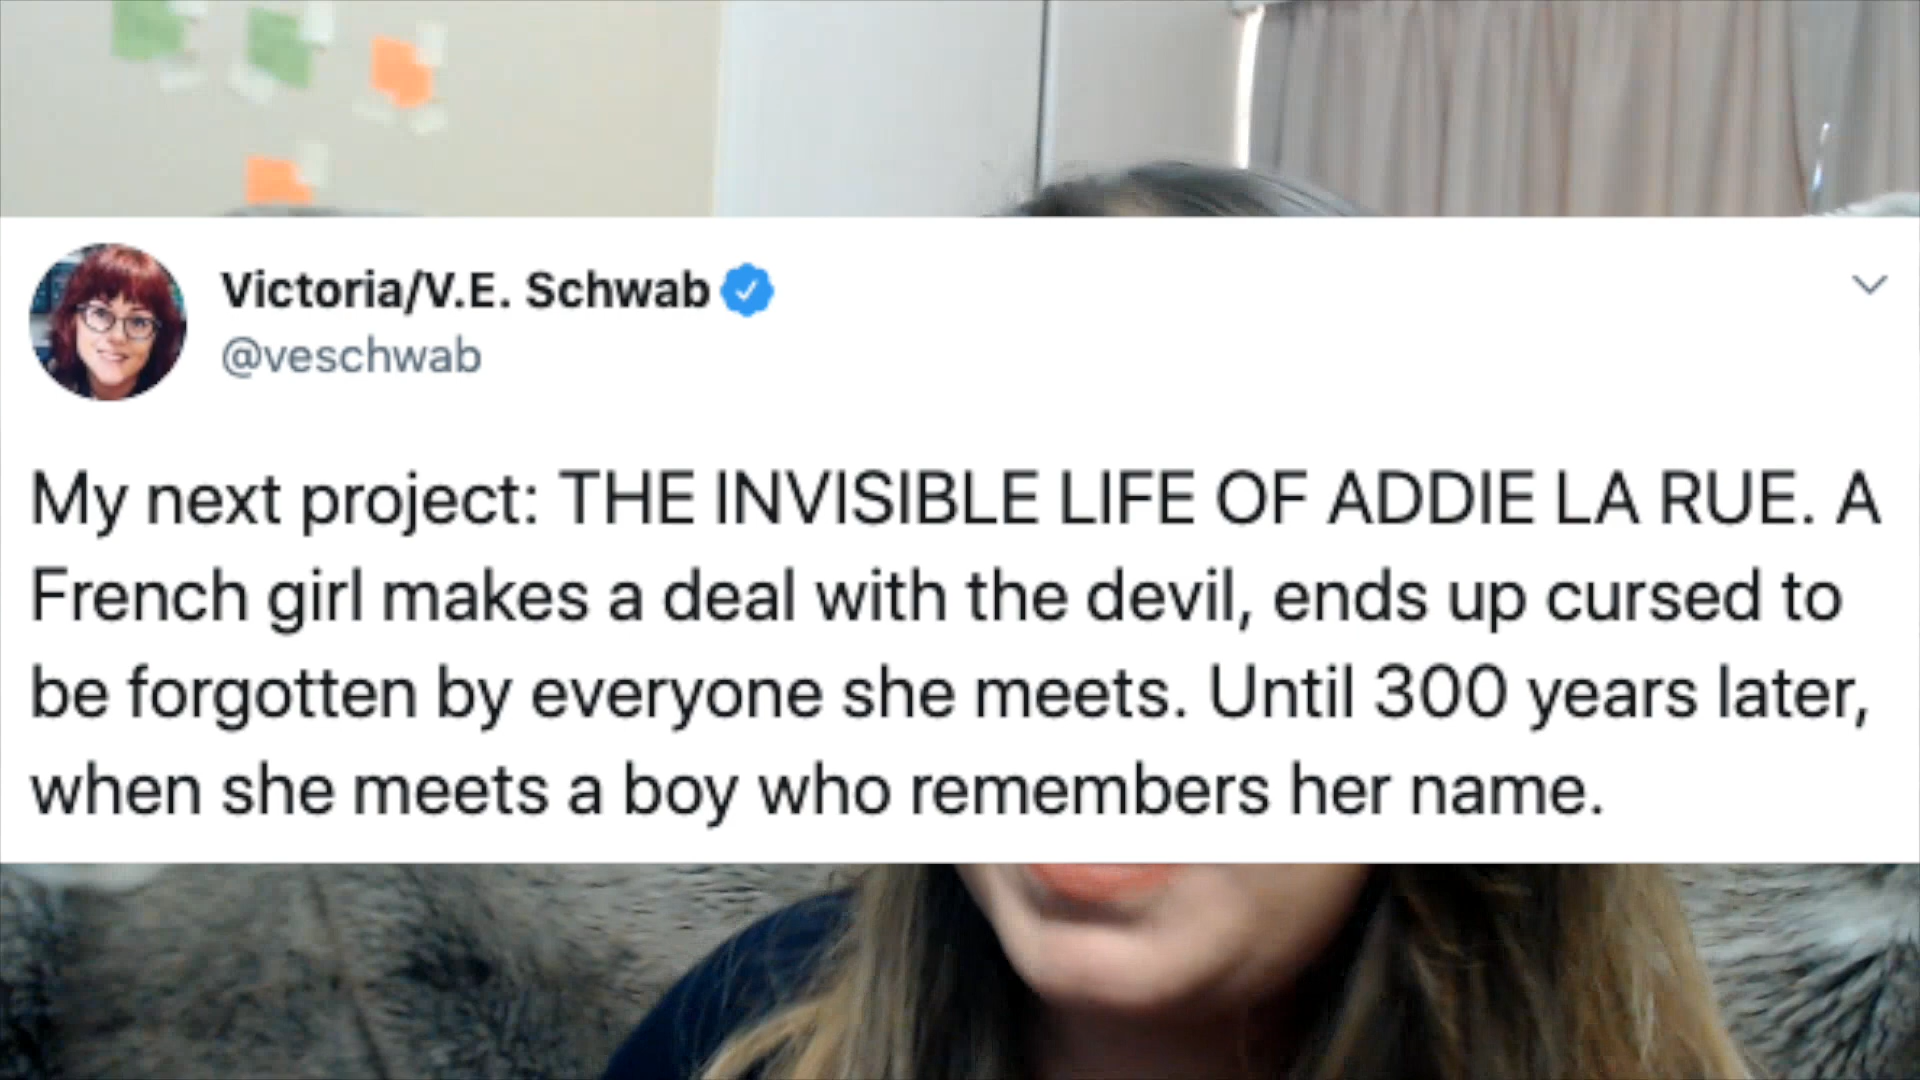 Victoria/V.E. Schwab
@veschwab
My next project: THE INVISIBLE LIFE OF ADDIE LA RUE. A
French girl makes a deal with the devil, ends up cursed to
be forgotten by everyone she meets. Until 300 years later,
when she meets a boy who remembers her name.